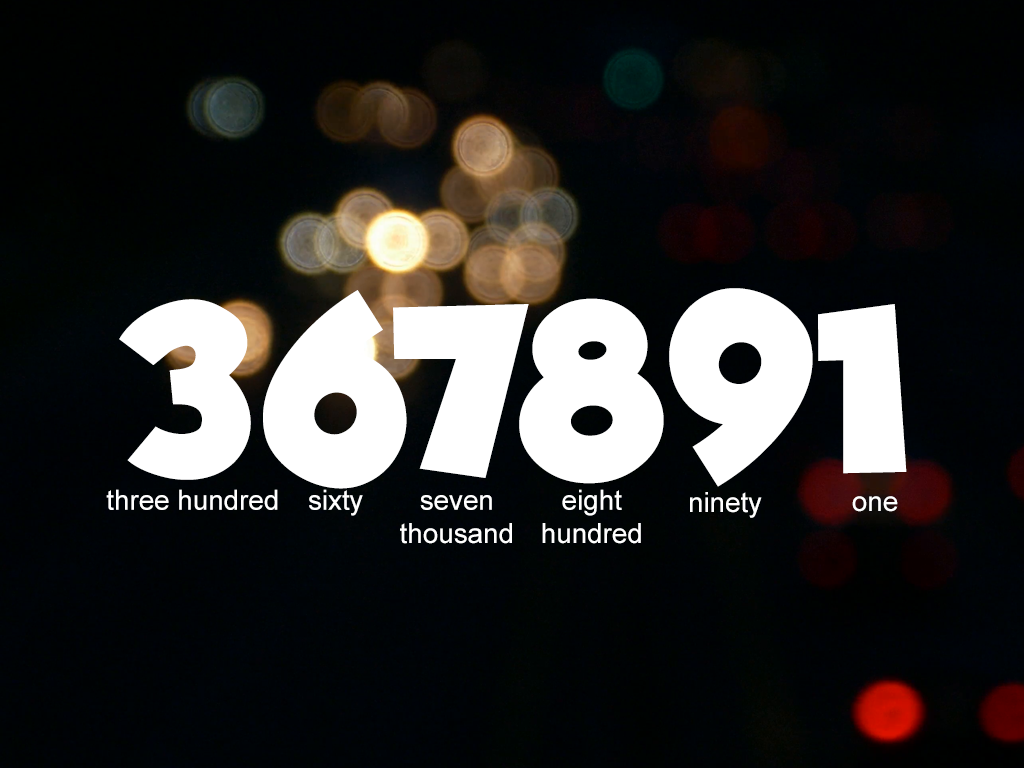 367891
three hundred sixty seven eight ninety one
thousand hundred